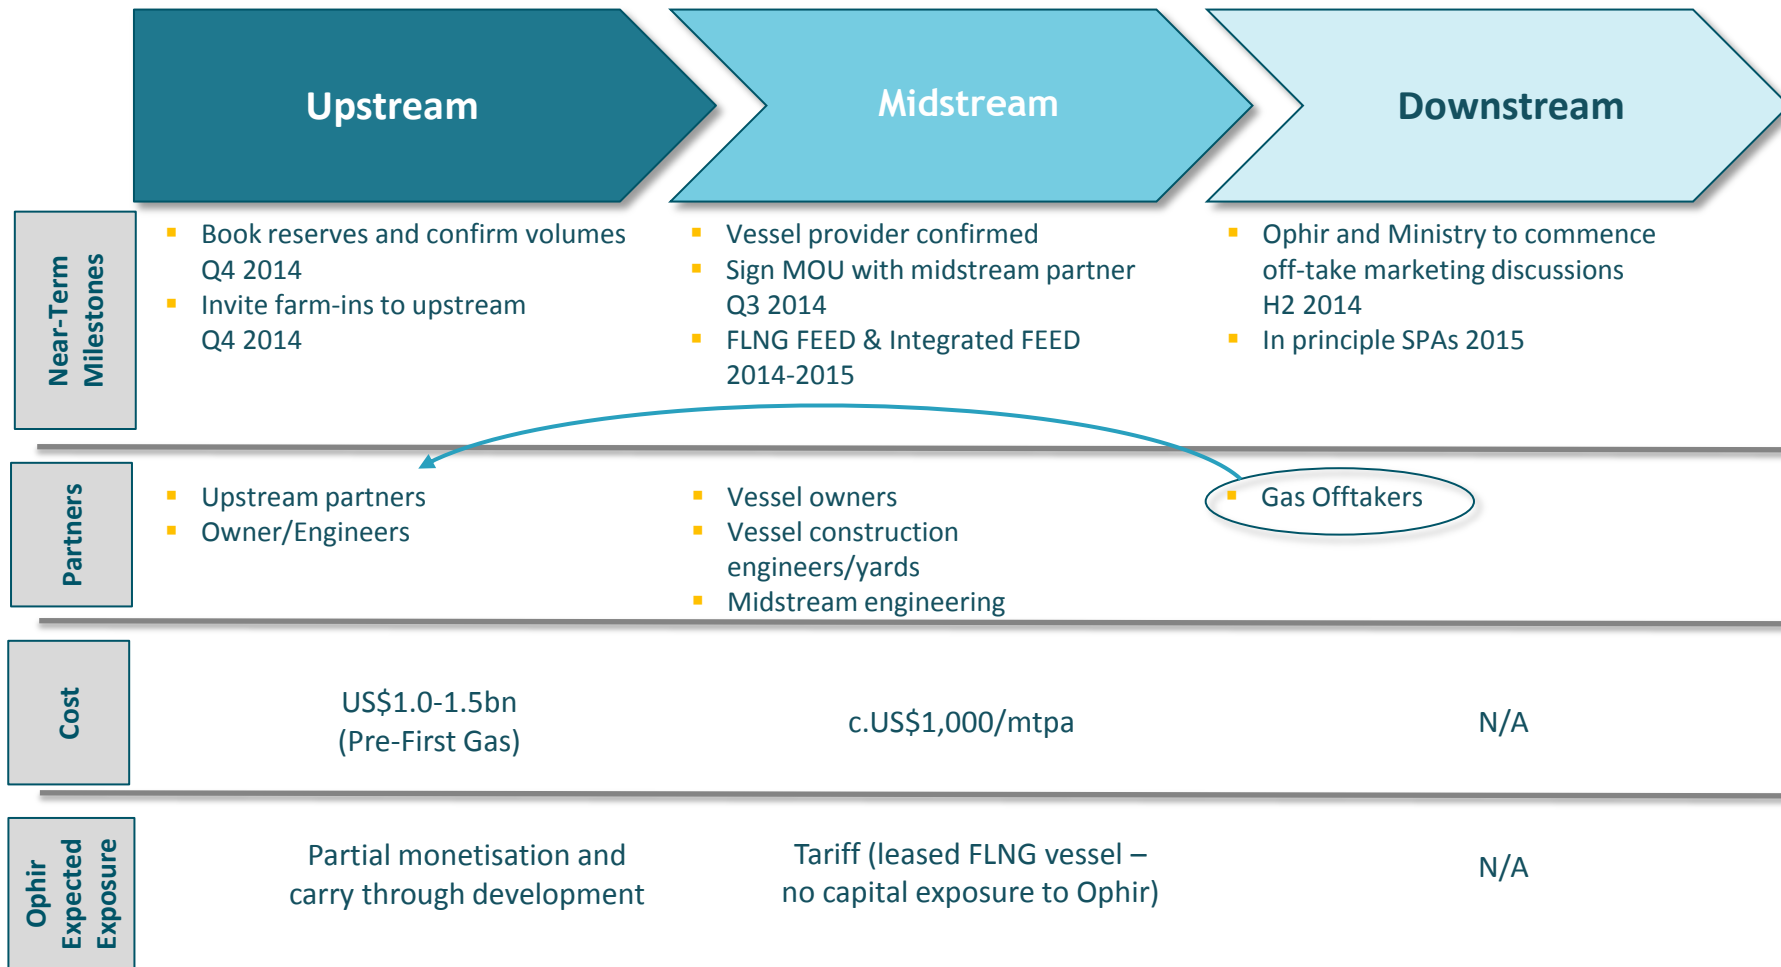 Upstream
Midstream
Downstream
Near-Term
Milestones
Book reserves and confirm volumes
Q4 2014
Invite farm-ins to upstream
Q4 2014
Vessel provider confirmed
Sign MOU with midstream partner
Q3 2014
FLNG FEED & Integrated FEED
2014-2015
Ophir and Ministry to commence
off-take marketing discussions
H2 2014
In principle SPAs 2015
Partners
Upstream partners
Owner/Engineers
Vessel owners
Vessel construction
engineers/yards
Midstream engineering
Gas Offtakers
Cost
US$1.0-1.5bn
(Pre-First Gas)
c.US$1,000/mtpa
N/A
Ophir
Expected
Exposure
Partial monetisation and
carry through development
Tariff (leased FLNG vessel –
no capital exposure to Ophir)
N/A